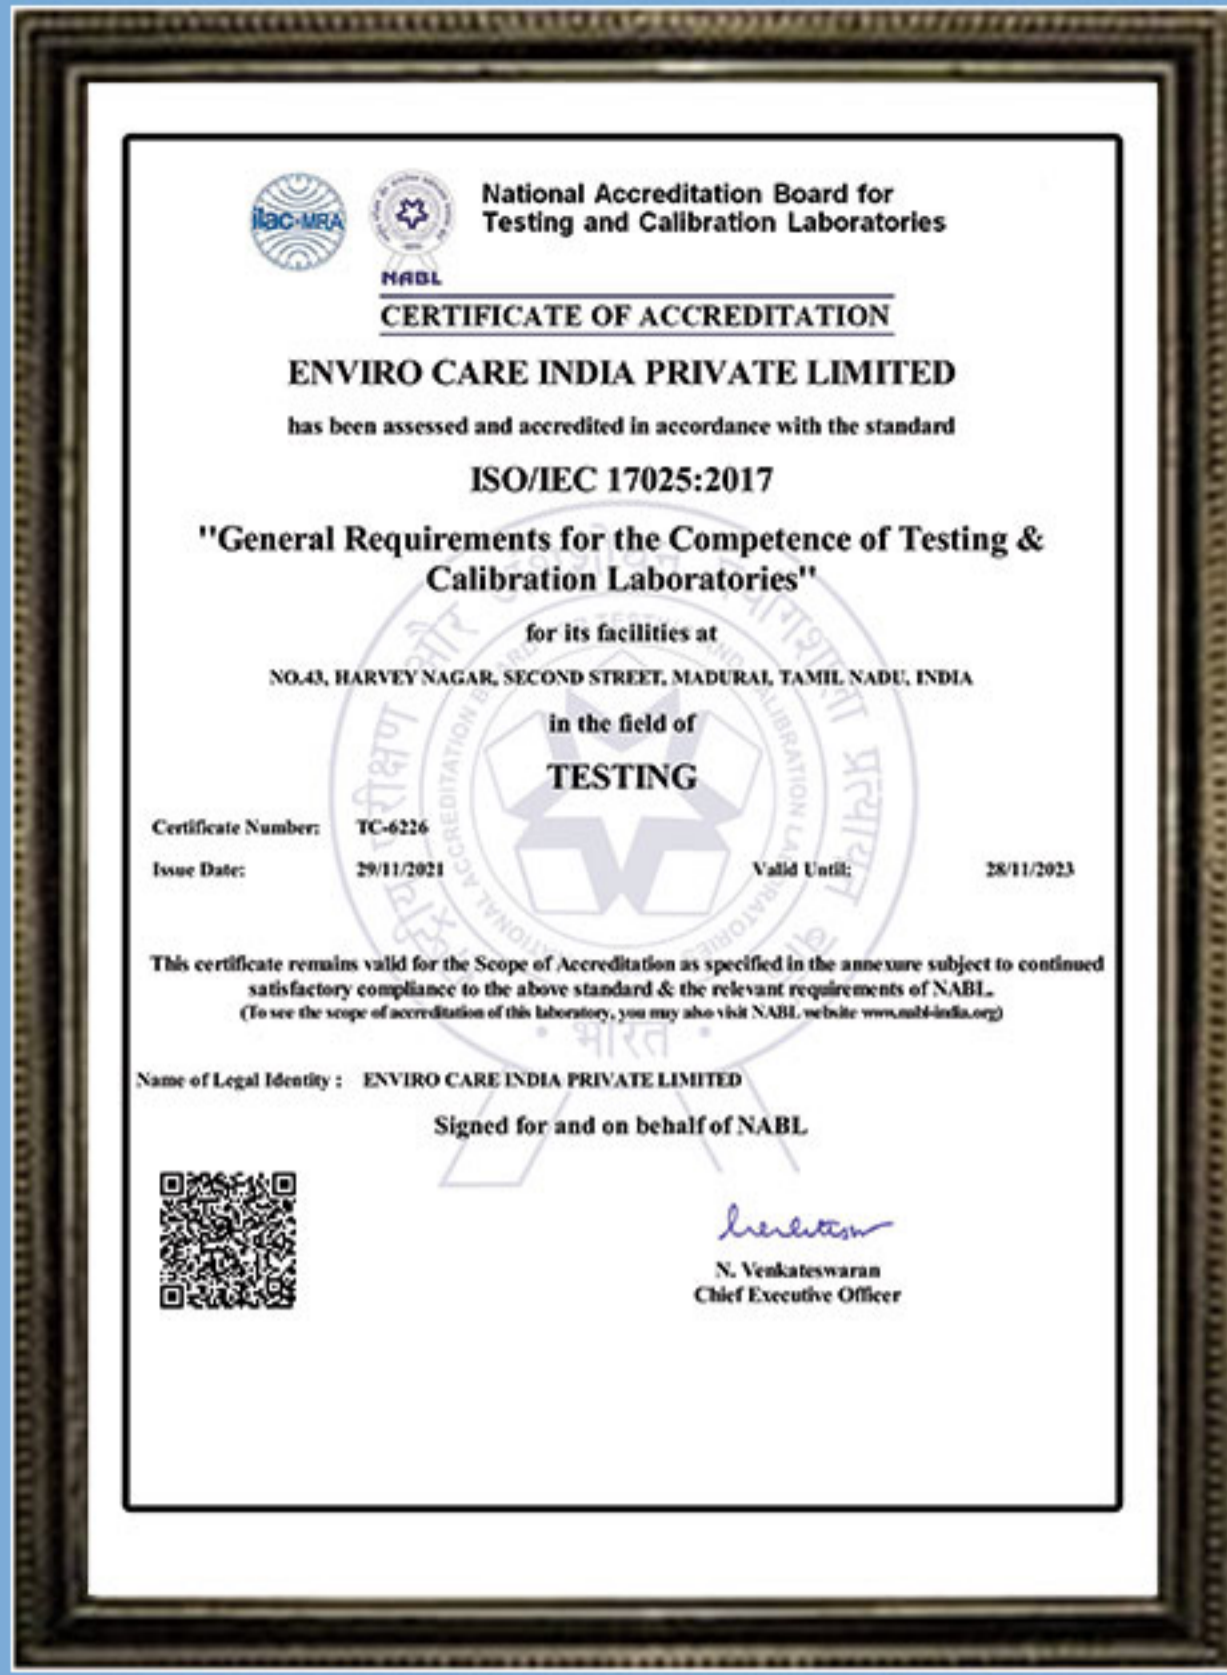 ilac-MRA
NABL
National Accreditation Board for
Testing and Calibration Laboratories
CERTIFICATE OF ACCREDITATION
ENVIRO CARE INDIA PRIVATE LIMITED
has been assessed and accredited in accordance with the standard
ISO/IEC 17025:2017
"General Requirements for the Competence of Testing &
Calibration Laboratories"
for its facilities at
NO.43, HARVEY NAGAR, SECOND STREET, MADURAI, TAMIL NADU, INDIA
in the field of
TESTING
Certificate Number: TC-6226
Issue Date: 29/11/2021 Valid Until: 28/11/2023
This certificate remains valid for the Scope of Accreditation as specified in the annexure subject to continued
satisfactory compliance to the above standard & the relevant requirements of NABL.
(To see the scope of accreditation of this laboratory, you may also visit NABL website www.nabl-india.org)
भारत
Name of Legal Identity : ENVIRO CARE INDIA PRIVATE LIMITED
Signed for and on behalf of NABL
N. Venkateswaran
Chief Executive Officer